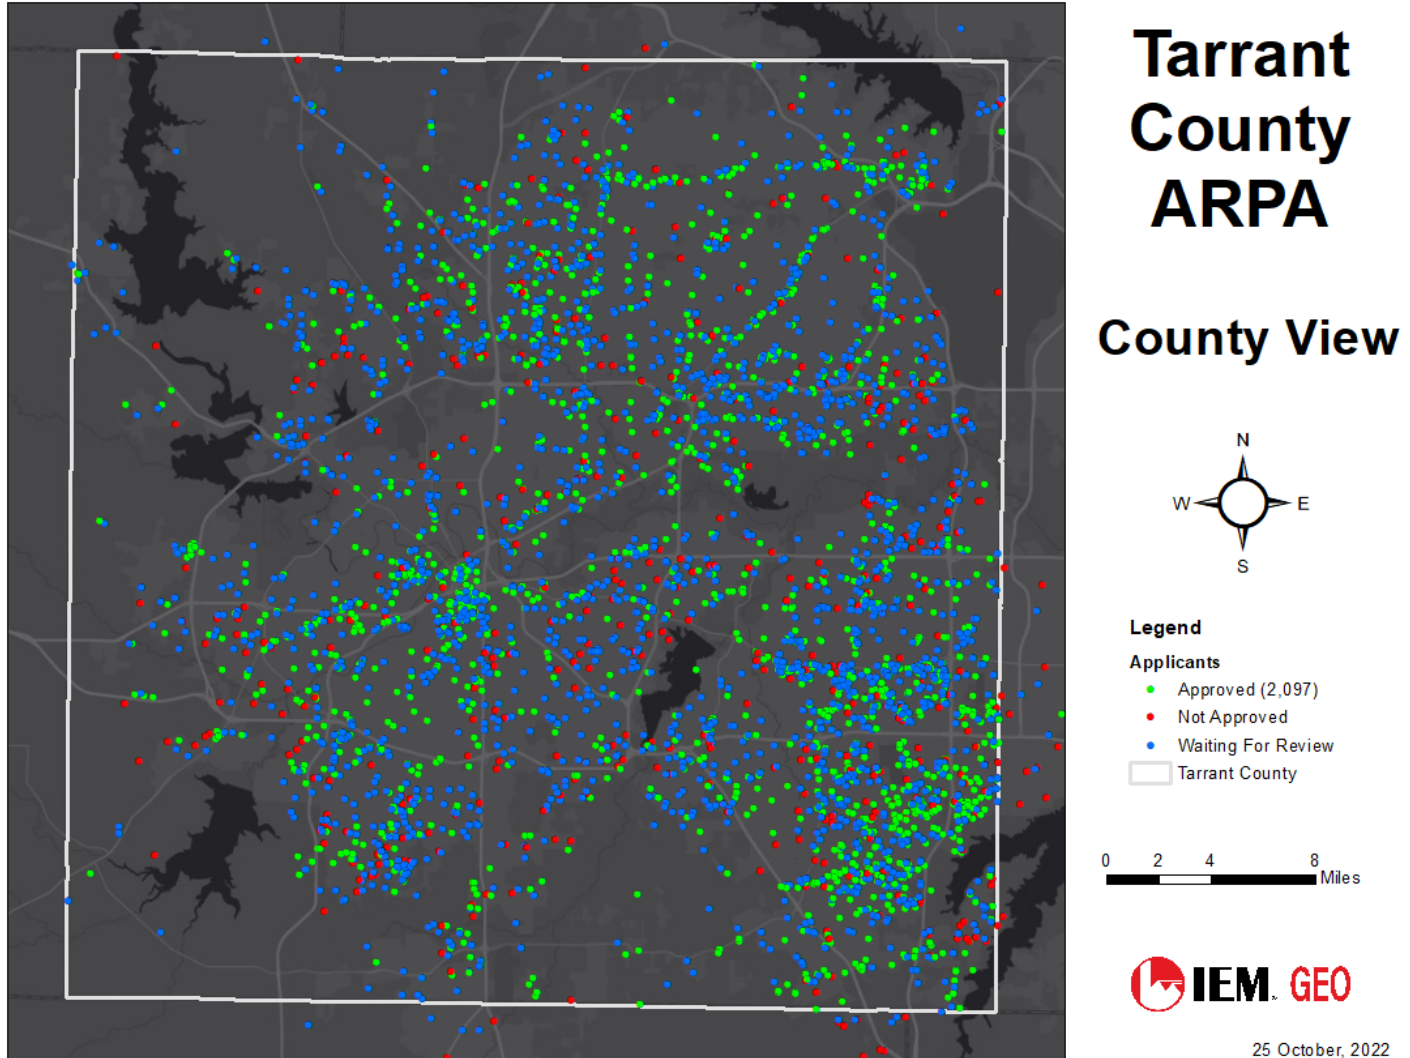 Tarrant
County
ARPA
County View
N
W E
S
Legend
Applicants
Approved (2,097)
Not Approved
Waiting For Review
Tarrant County
0 2 4 8
Miles
IEM GEO
25 October, 2022